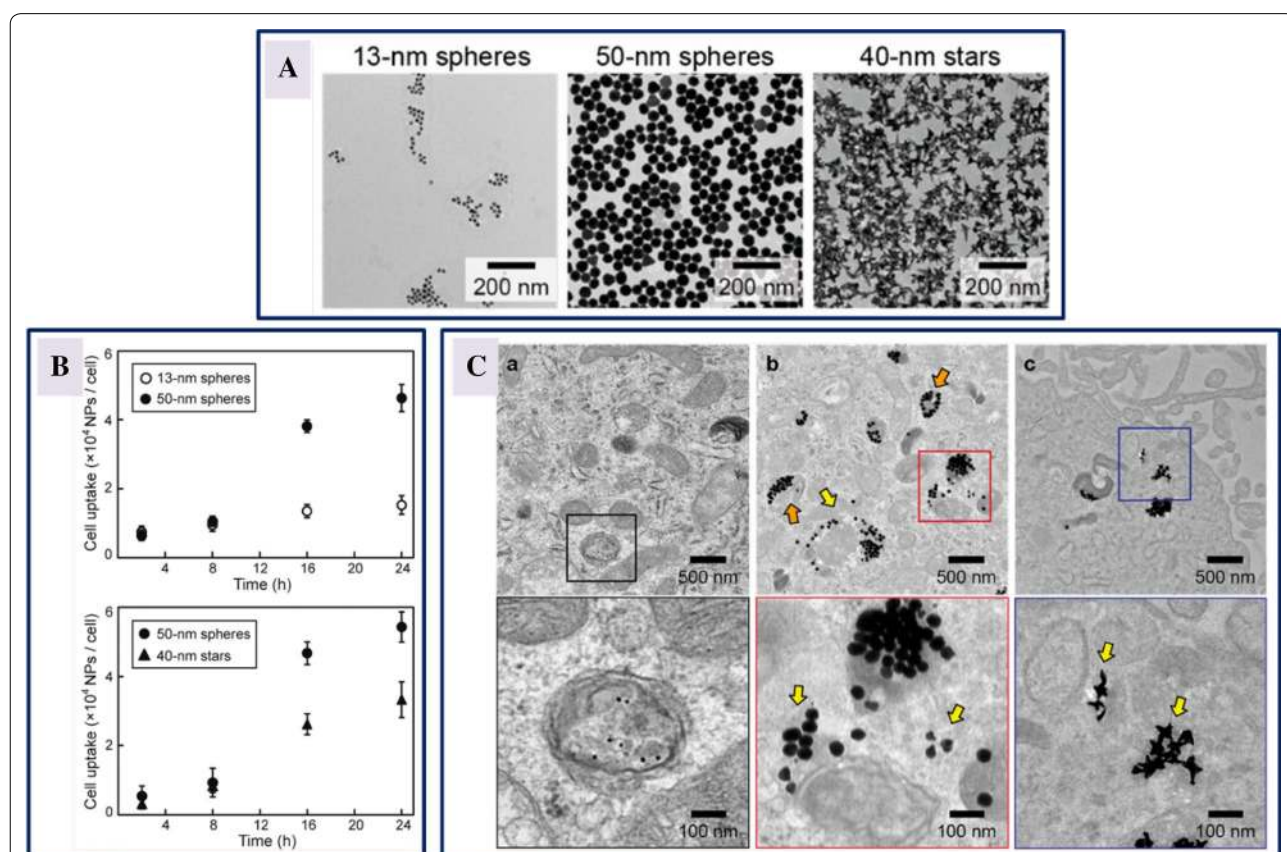 A
13-nm spheres
50-nm spheres
40-nm stars
200 nm
200 nm
200 nm
B
Cell uptake (×10⁴ NPs / cell)
6
4
2
0
13-nm spheres
50-nm spheres
4
8
12
16
20
24
Time (h)
Cell uptake (×10⁴ NPs / cell)
6
4
2
0
50-nm spheres
40-nm stars
4
8
12
16
20
24
Time (h)
C
a
b
c
500 nm
500 nm
500 nm
100 nm
100 nm
100 nm